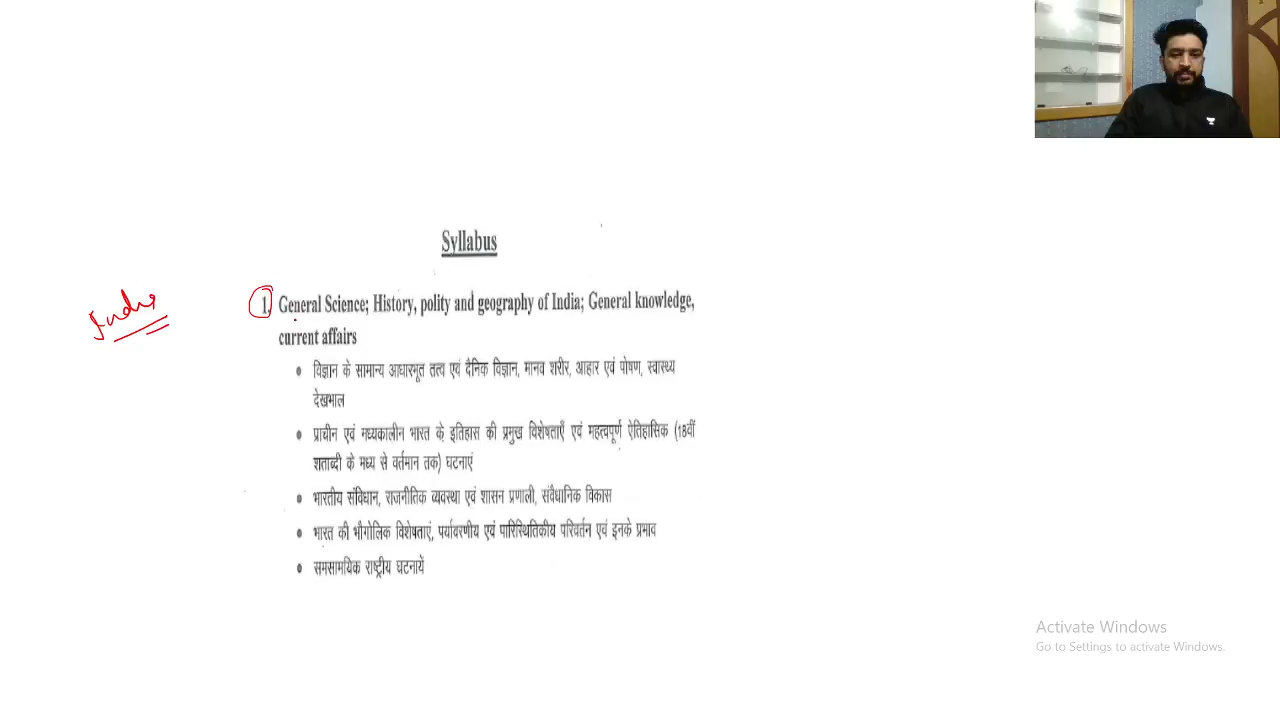 Syllabus
India
1. General Science; History, polity and geography of India; General knowledge,
current affairs
विज्ञान के सामान्य आधारभूत तत्व एवं दैनिक विज्ञान, मानव शरीर, आहार एवं पोषण, स्वास्थ्य
देखभाल
प्राचीन एवं मध्यकालीन भारत के इतिहास की प्रमुख विशेषताएँ एवं महत्वपूर्ण ऐतिहासिक (18वीं
शताब्दी के मध्य से वर्तमान तक) घटनाएं
भारतीय संविधान, राजनीतिक व्यवस्था एवं शासन प्रणाली, संवैधानिक विकास
भारत की भौगोलिक विशेषताएं, पर्यावरणीय एवं पारिस्थितिकीय परिवर्तन एवं इनके प्रभाव
समसामयिक राष्ट्रीय घटनायें
Activate Windows
Go to Settings to activate Windows.